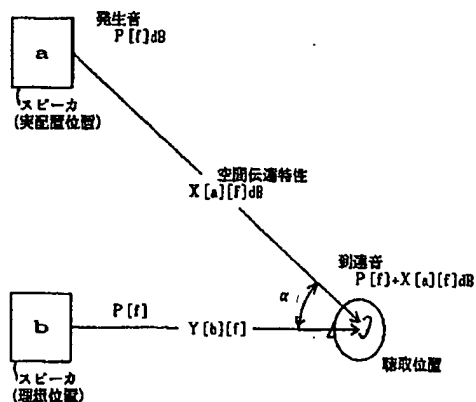 発生音
P[f]dB
a
スピーカ
(実配置位置)
空間伝達特性
X[a][f]dB
到達音
P[f]+X[a][f]dB
α
P[f]
Y[b][f]
b
聴取位置
スピーカ
(理想位置)